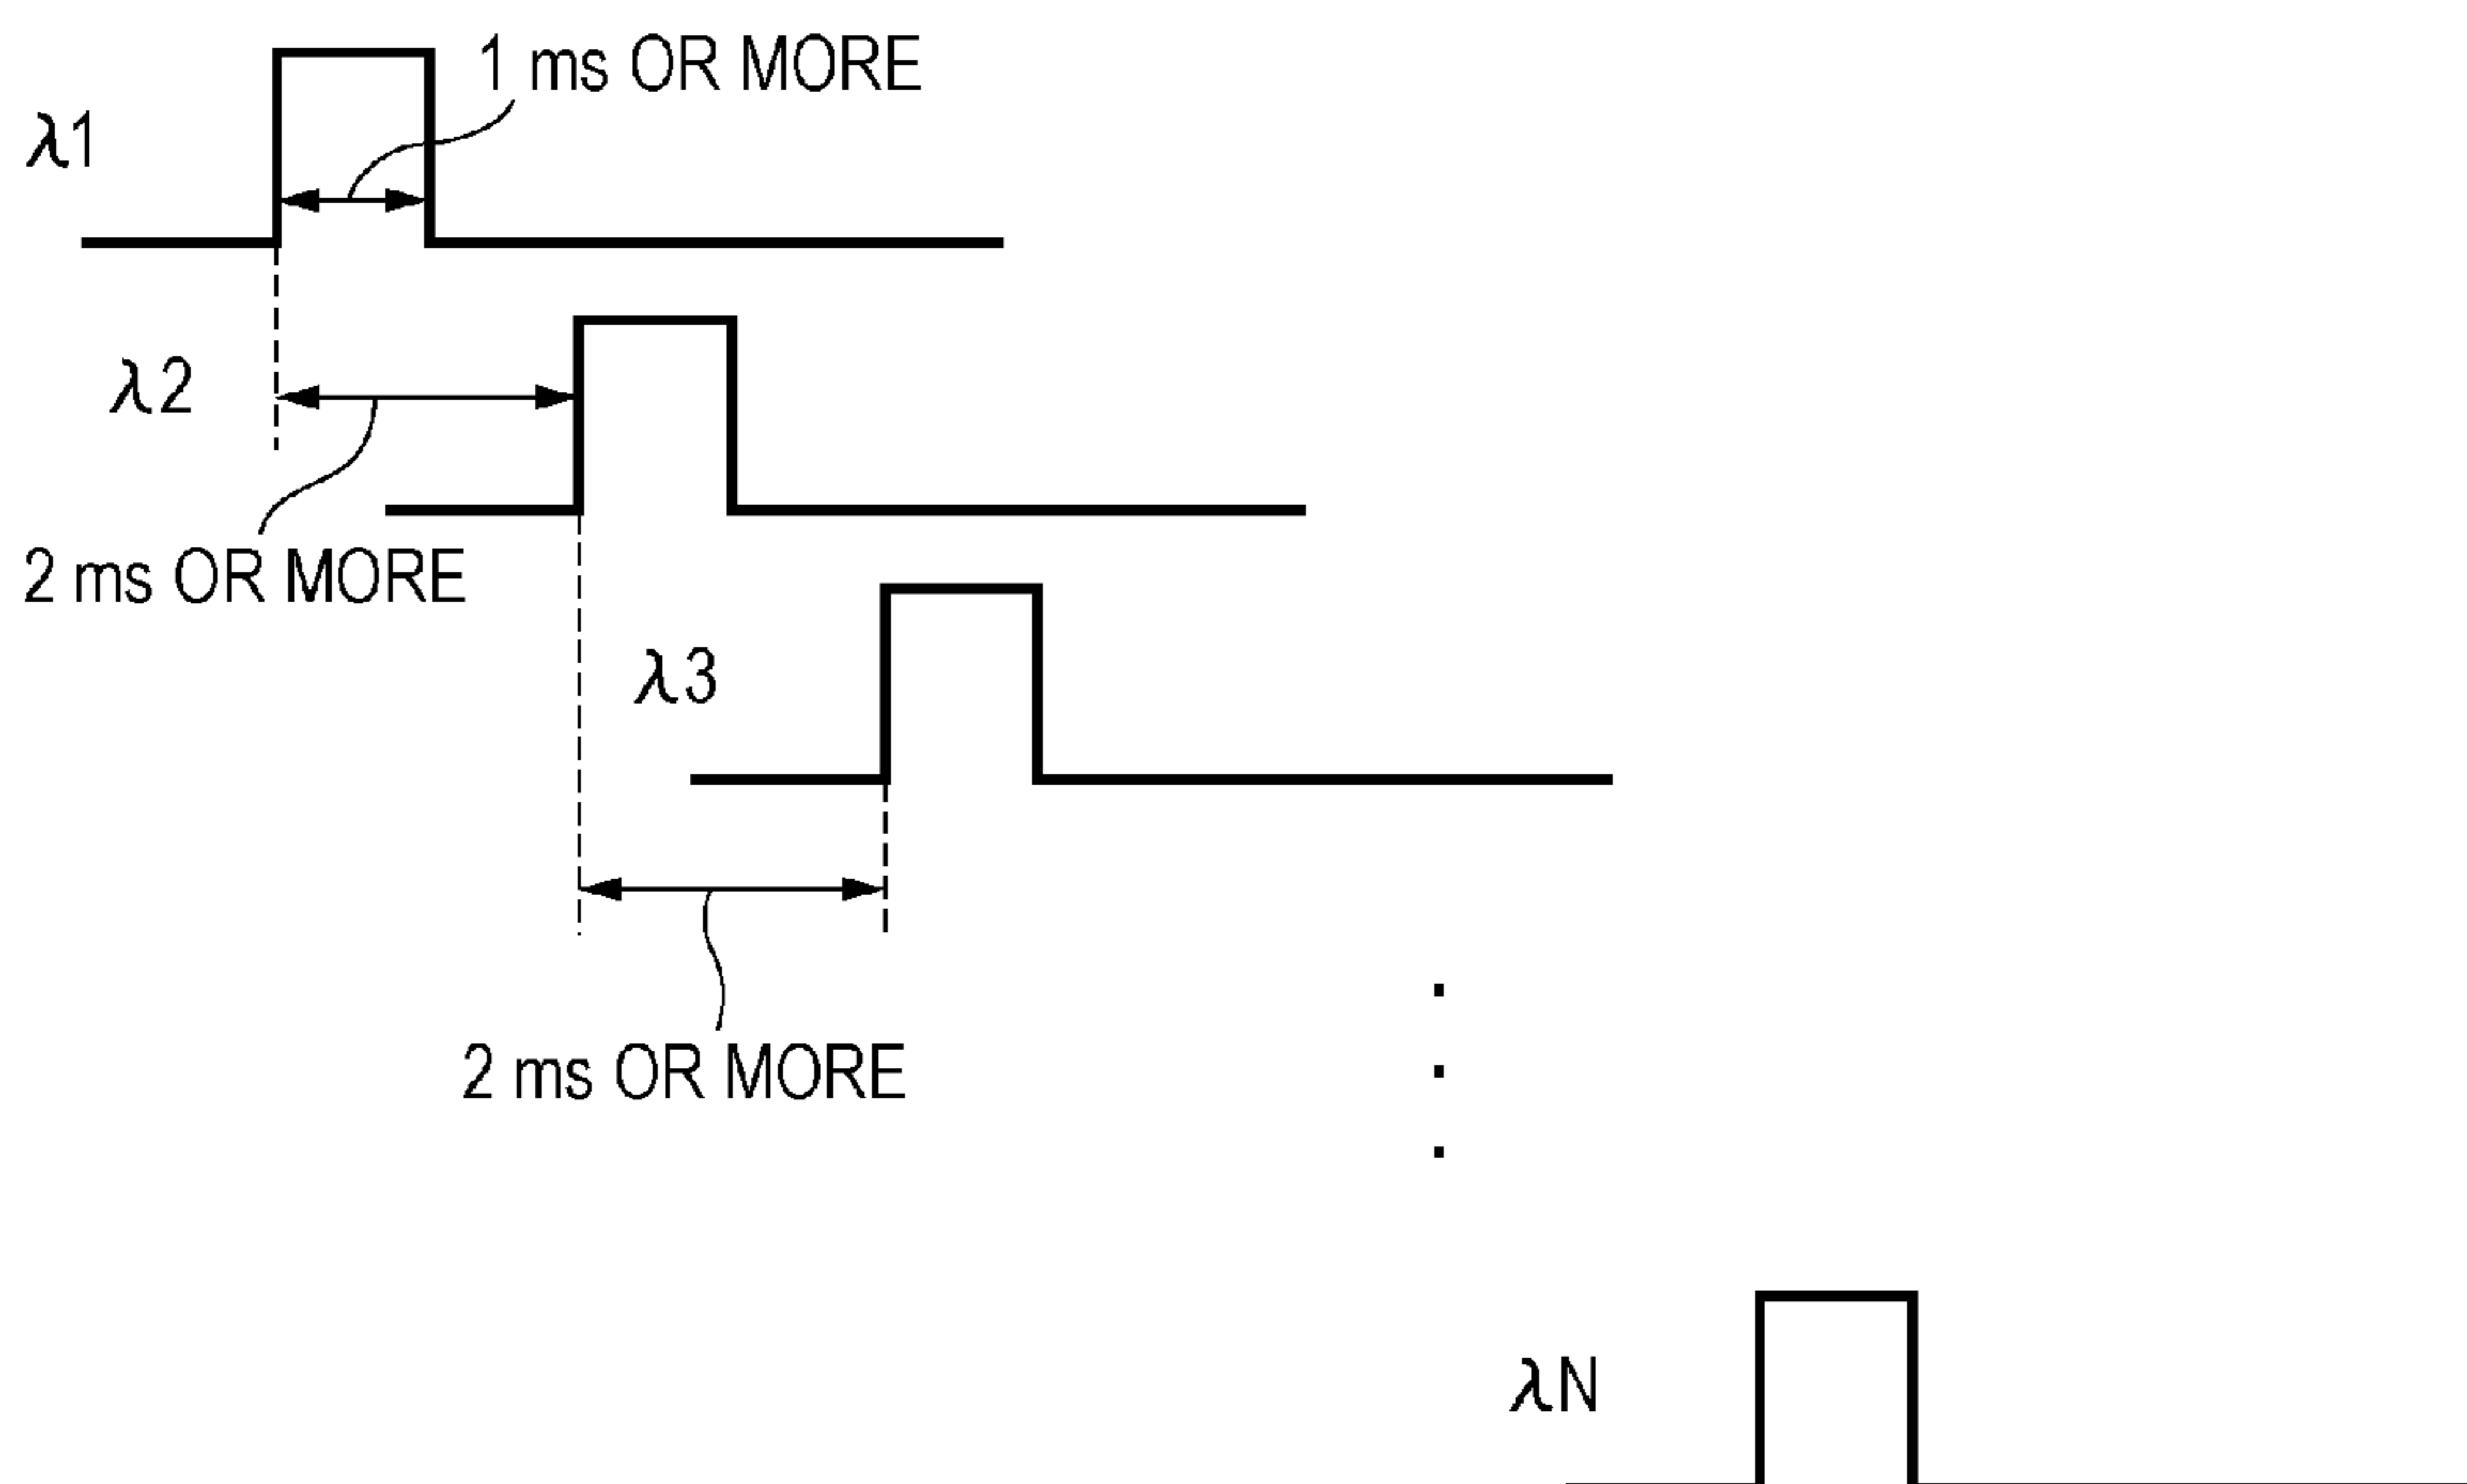 1 ms OR MORE
λ1
λ2
2 ms OR MORE
λ3
2 ms OR MORE
λN